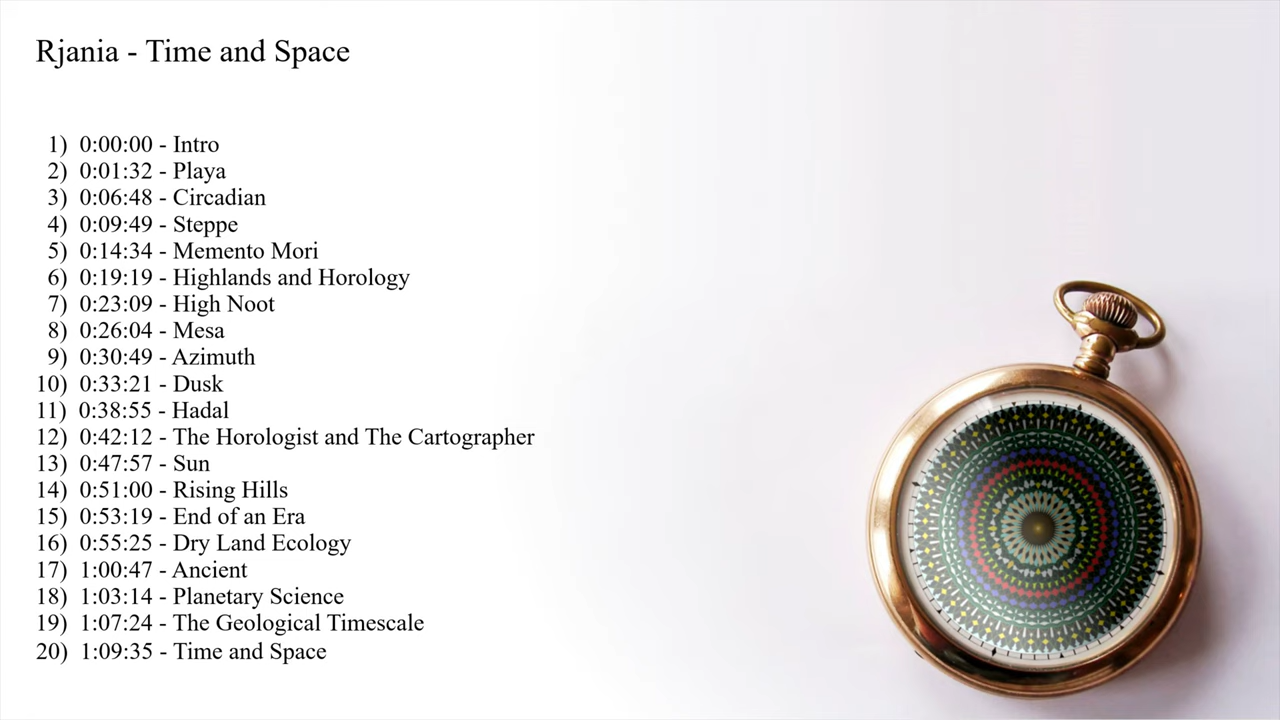 Rjania - Time and Space
1) 0:00:00 - Intro
2) 0:01:32 - Playa
3) 0:06:48 - Circadian
4) 0:09:49 - Steppe
5) 0:14:34 - Memento Mori
6) 0:19:19 - Highlands and Horology
7) 0:23:09 - High Noot
8) 0:26:04 - Mesa
9) 0:30:49 - Azimuth
10) 0:33:21 - Dusk
11) 0:38:55 - Hadal
12) 0:42:12 - The Horologist and The Cartographer
13) 0:47:57 - Sun
14) 0:51:00 - Rising Hills
15) 0:53:19 - End of an Era
16) 0:55:25 - Dry Land Ecology
17) 1:00:47 - Ancient
18) 1:03:14 - Planetary Science
19) 1:07:24 - The Geological Timescale
20) 1:09:35 - Time and Space